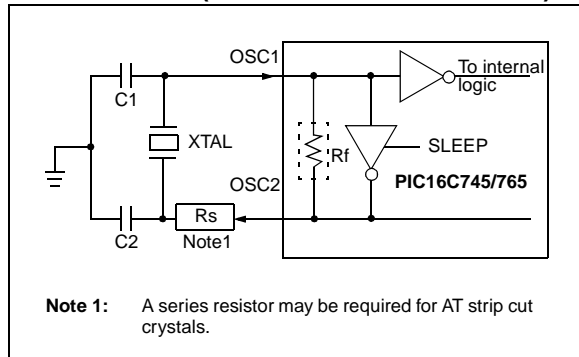 OSC1
To internal
logic
C1
XTAL
SLEEP
Rf
OSC2
PIC16C745/765
Rs
C2
Note1
Note 1: A series resistor may be required for AT strip cut
crystals.